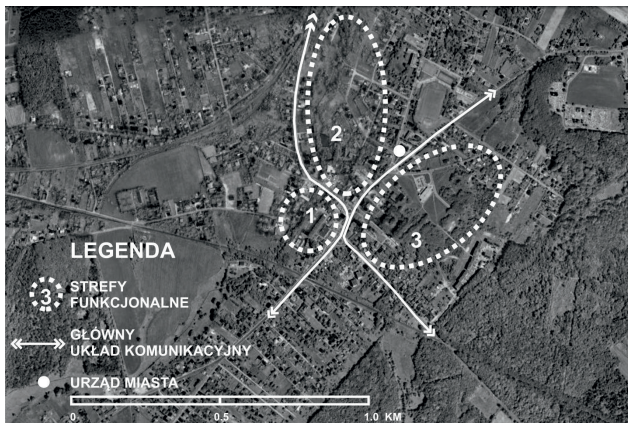 2
1
3
LEGENDA
3
STREFY
FUNKCJONALNE
GŁÓWNY
UKŁAD KOMUNIKACYJNY
URZĄD MIASTA
0 0.5 1.0 KM